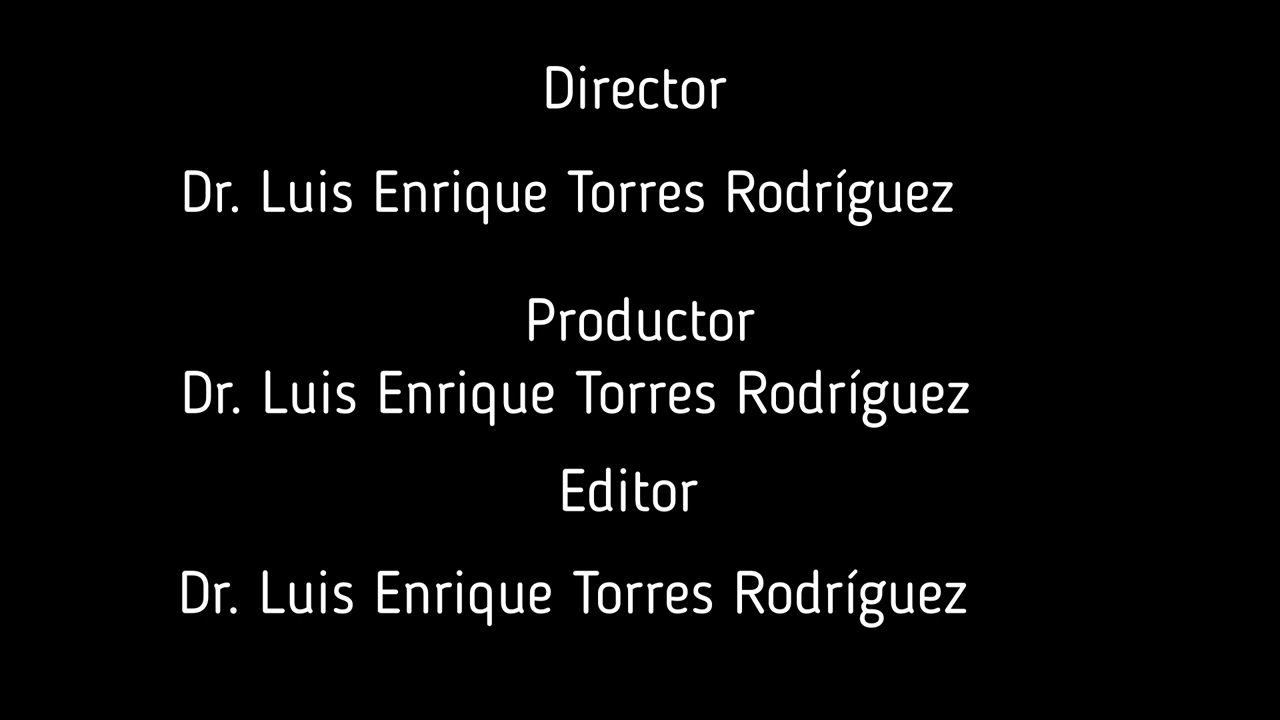 Director
Dr. Luis Enrique Torres Rodríguez
Productor
Dr. Luis Enrique Torres Rodríguez
Editor
Dr. Luis Enrique Torres Rodríguez